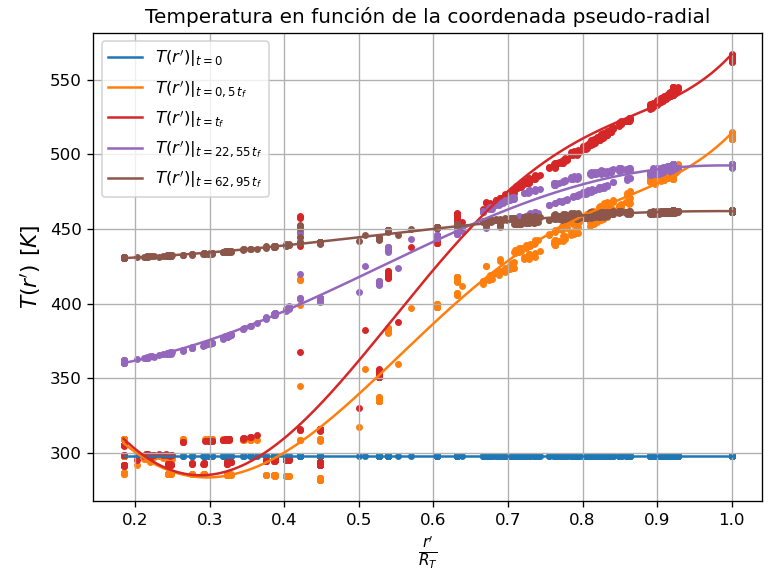 Temperatura en función de la coordenada pseudo-radial
T(r')|t=0
T(r')|t=0,5 tf
T(r')|t=tf
T(r')|t=22,55 tf
T(r')|t=62,95 tf
T(r') [K]
550
500
450
400
350
300
0.2 0.3 0.4 0.5 0.6 0.7 0.8 0.9 1.0
r'
RT